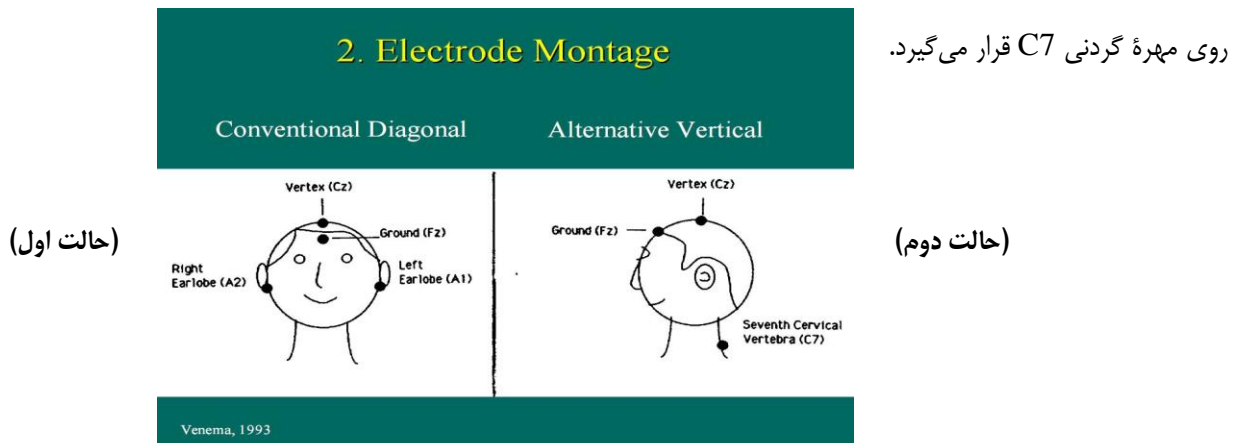 روی مهرهٔ گردنی C7 قرار می‌گیرد.
2. Electrode Montage
Conventional Diagonal
Alternative Vertical
(حالت اول)
Vertex (Cz)
Ground (Fz)
Right
Earlobe (A2)
Left
Earlobe (A1)
Vertex (Cz)
Ground (Fz)
Seventh Cervical
Vertebra (C7)
(حالت دوم)
Venema, 1993